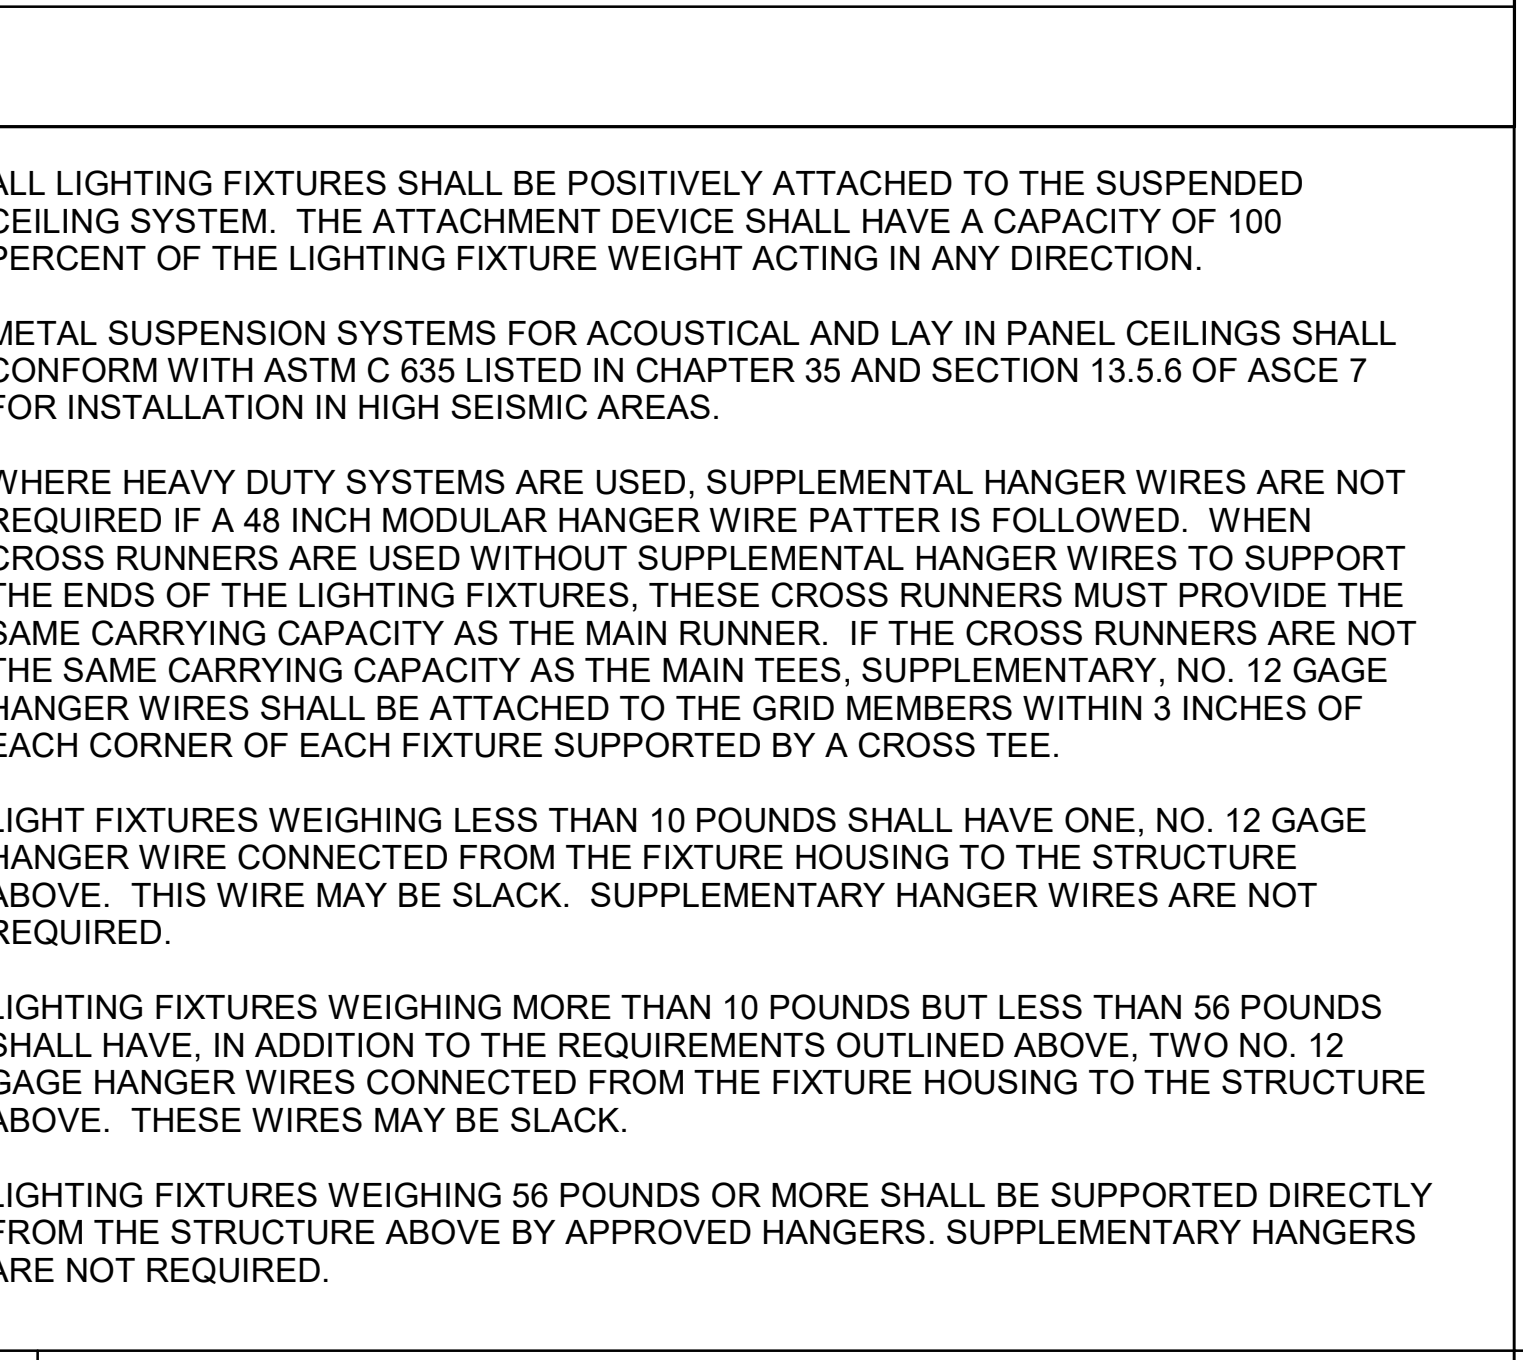 ALL LIGHTING FIXTURES SHALL BE POSITIVELY ATTACHED TO THE SUSPENDED
CEILING SYSTEM. THE ATTACHMENT DEVICE SHALL HAVE A CAPACITY OF 100
PERCENT OF THE LIGHTING FIXTURE WEIGHT ACTING IN ANY DIRECTION.
METAL SUSPENSION SYSTEMS FOR ACOUSTICAL AND LAY IN PANEL CEILINGS SHALL
CONFORM WITH ASTM C 635 LISTED IN CHAPTER 35 AND SECTION 13.5.6 OF ASCE 7
FOR INSTALLATION IN HIGH SEISMIC AREAS.
WHERE HEAVY DUTY SYSTEMS ARE USED, SUPPLEMENTAL HANGER WIRES ARE NOT
REQUIRED IF A 48 INCH MODULAR HANGER WIRE PATTER IS FOLLOWED. WHEN
CROSS RUNNERS ARE USED WITHOUT SUPPLEMENTAL HANGER WIRES TO SUPPORT
THE ENDS OF THE LIGHTING FIXTURES, THESE CROSS RUNNERS MUST PROVIDE THE
SAME CARRYING CAPACITY AS THE MAIN RUNNER. IF THE CROSS RUNNERS ARE NOT
THE SAME CARRYING CAPACITY AS THE MAIN TEES, SUPPLEMENTARY, NO. 12 GAGE
HANGER WIRES SHALL BE ATTACHED TO THE GRID MEMBERS WITHIN 3 INCHES OF
EACH CORNER OF EACH FIXTURE SUPPORTED BY A CROSS TEE.
LIGHT FIXTURES WEIGHING LESS THAN 10 POUNDS SHALL HAVE ONE, NO. 12 GAGE
HANGER WIRE CONNECTED FROM THE FIXTURE HOUSING TO THE STRUCTURE
ABOVE. THIS WIRE MAY BE SLACK. SUPPLEMENTARY HANGER WIRES ARE NOT
REQUIRED.
LIGHTING FIXTURES WEIGHING MORE THAN 10 POUNDS BUT LESS THAN 56 POUNDS
SHALL HAVE, IN ADDITION TO THE REQUIREMENTS OUTLINED ABOVE, TWO NO. 12
GAGE HANGER WIRES CONNECTED FROM THE FIXTURE HOUSING TO THE STRUCTURE
ABOVE. THESE WIRES MAY BE SLACK.
LIGHTING FIXTURES WEIGHING 56 POUNDS OR MORE SHALL BE SUPPORTED DIRECTLY
FROM THE STRUCTURE ABOVE BY APPROVED HANGERS. SUPPLEMENTARY HANGERS
ARE NOT REQUIRED.